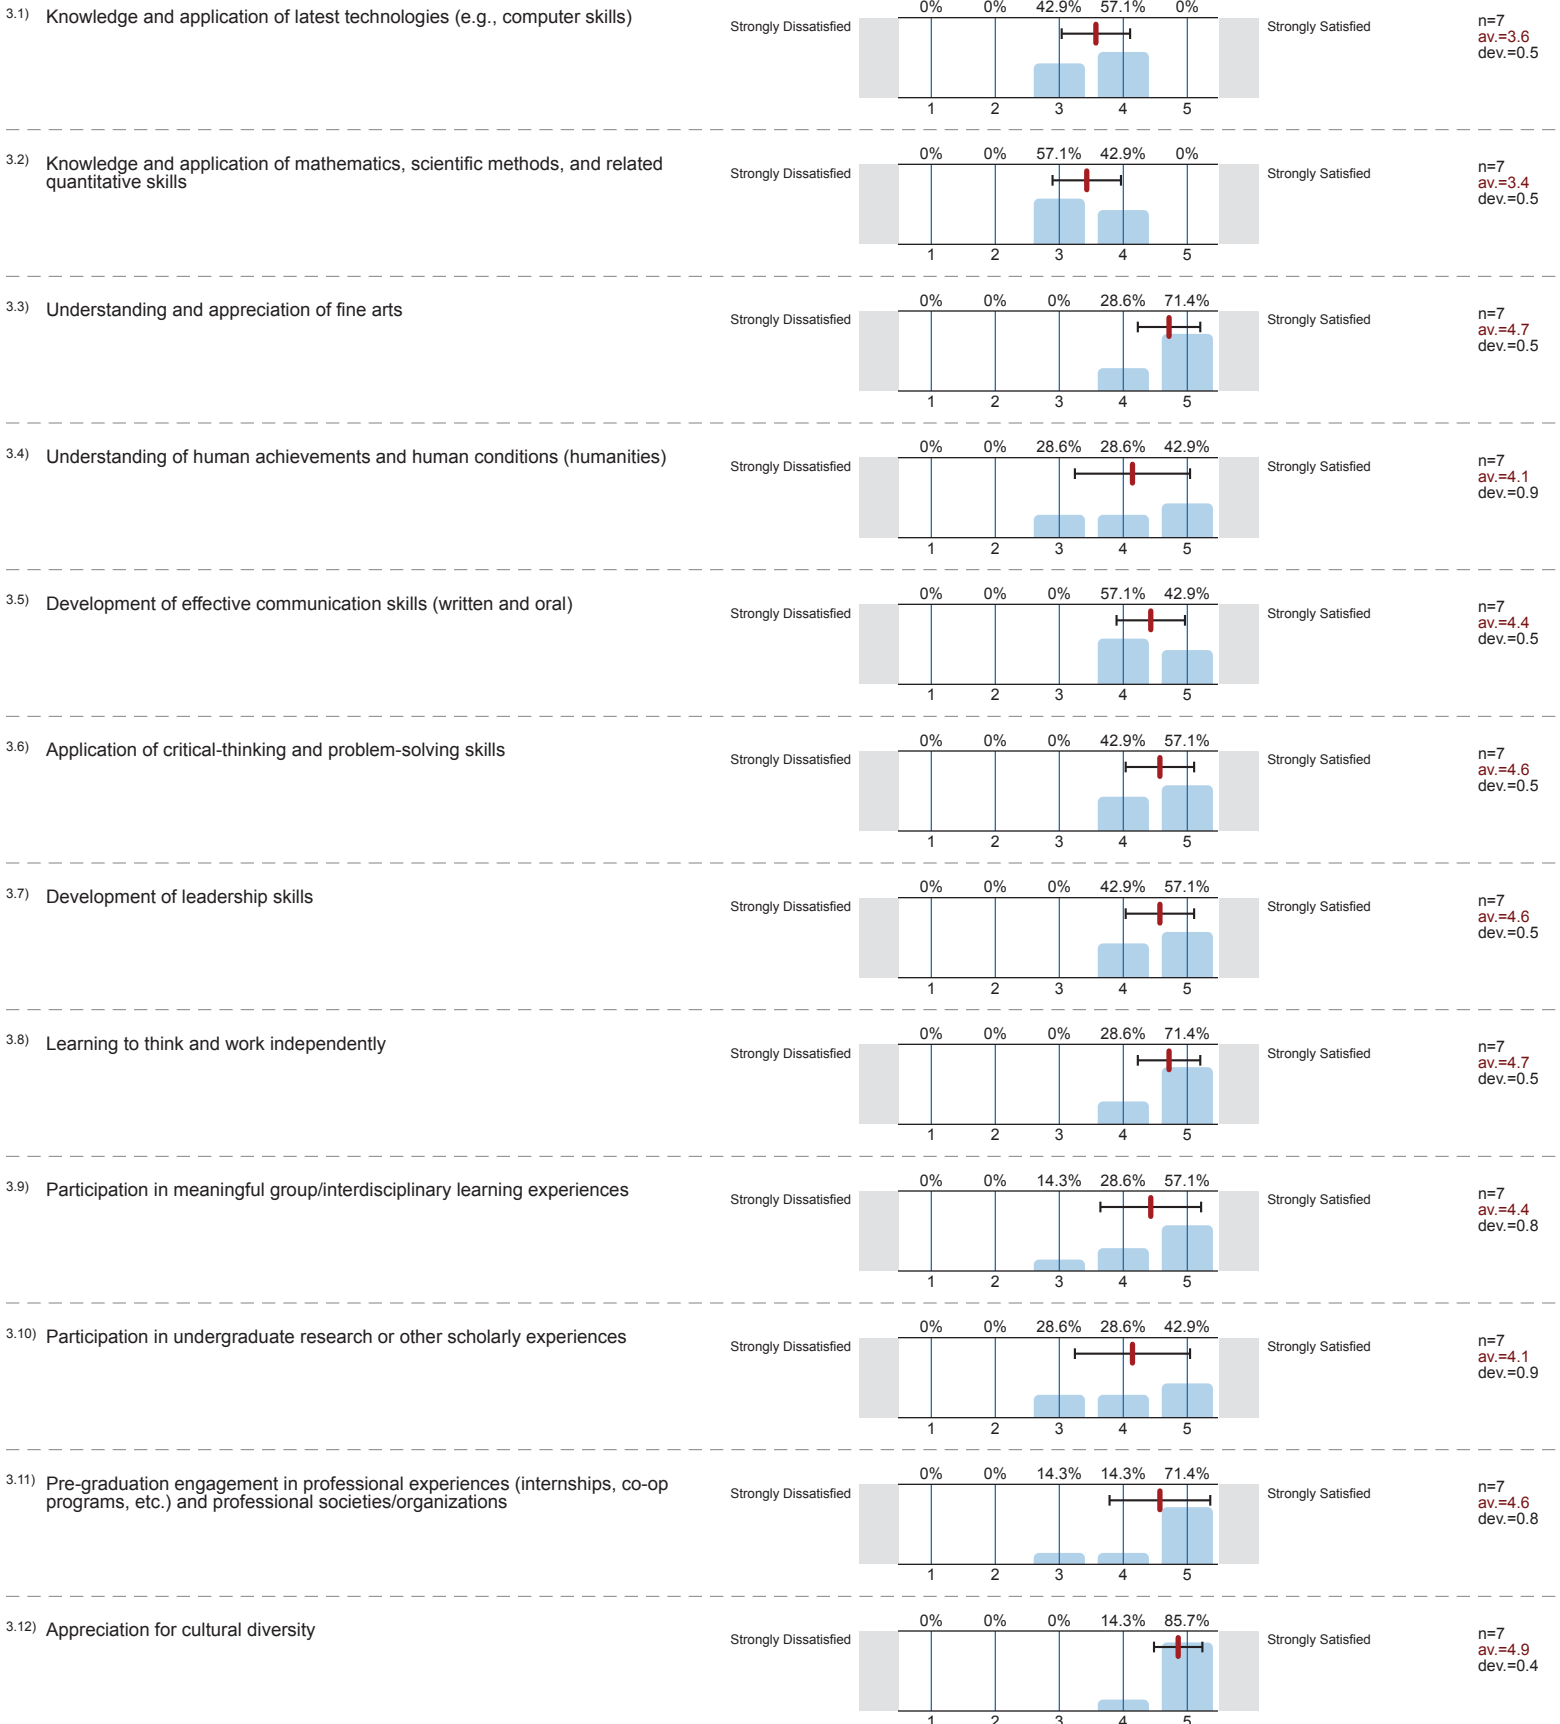 3.1) Knowledge and application of latest technologies (e.g., computer skills)
0% 0% 42.9% 57.1% 0%
Strongly Dissatisfied Strongly Satisfied
n=7
av.=3.6
dev.=0.5
1 2 3 4 5
3.2) Knowledge and application of mathematics, scientific methods, and related
quantitative skills
0% 0% 57.1% 42.9% 0%
Strongly Dissatisfied Strongly Satisfied
n=7
av.=3.4
dev.=0.5
1 2 3 4 5
3.3) Understanding and appreciation of fine arts
0% 0% 0% 28.6% 71.4%
Strongly Dissatisfied Strongly Satisfied
n=7
av.=4.7
dev.=0.5
1 2 3 4 5
3.4) Understanding of human achievements and human conditions (humanities)
0% 0% 28.6% 28.6% 42.9%
Strongly Dissatisfied Strongly Satisfied
n=7
av.=4.1
dev.=0.9
1 2 3 4 5
3.5) Development of effective communication skills (written and oral)
0% 0% 0% 57.1% 42.9%
Strongly Dissatisfied Strongly Satisfied
n=7
av.=4.4
dev.=0.5
1 2 3 4 5
3.6) Application of critical-thinking and problem-solving skills
0% 0% 0% 42.9% 57.1%
Strongly Dissatisfied Strongly Satisfied
n=7
av.=4.6
dev.=0.5
1 2 3 4 5
3.7) Development of leadership skills
0% 0% 0% 42.9% 57.1%
Strongly Dissatisfied Strongly Satisfied
n=7
av.=4.6
dev.=0.5
1 2 3 4 5
3.8) Learning to think and work independently
0% 0% 0% 28.6% 71.4%
Strongly Dissatisfied Strongly Satisfied
n=7
av.=4.7
dev.=0.5
1 2 3 4 5
3.9) Participation in meaningful group/interdisciplinary learning experiences
0% 0% 14.3% 28.6% 57.1%
Strongly Dissatisfied Strongly Satisfied
n=7
av.=4.4
dev.=0.8
1 2 3 4 5
3.10) Participation in undergraduate research or other scholarly experiences
0% 0% 28.6% 28.6% 42.9%
Strongly Dissatisfied Strongly Satisfied
n=7
av.=4.1
dev.=0.9
1 2 3 4 5
3.11) Pre-graduation engagement in professional experiences (internships, co-op
programs, etc.) and professional societies/organizations
0% 0% 14.3% 14.3% 71.4%
Strongly Dissatisfied Strongly Satisfied
n=7
av.=4.6
dev.=0.8
1 2 3 4 5
3.12) Appreciation for cultural diversity
0% 0% 0% 14.3% 85.7%
Strongly Dissatisfied Strongly Satisfied
n=7
av.=4.9
dev.=0.4
1 2 3 4 5